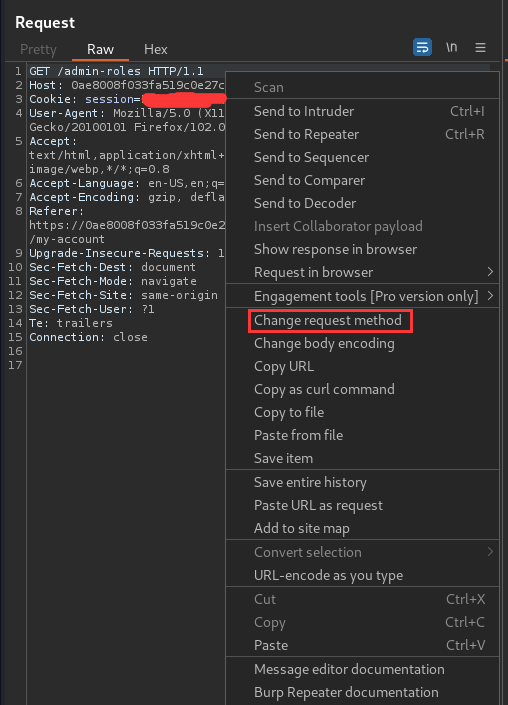 Request
Pretty Raw Hex \n
1 GET /admin-roles HTTP/1.1
2 Host: 0ae8008f033fa519c0e27c
3 Cookie: session=
4 User-Agent: Mozilla/5.0 (X11
Gecko/20100101 Firefox/102.0
5 Accept:
text/html,application/xhtml+
image/webp,*/*;q=0.8
6 Accept-Language: en-US,en;q=
7 Accept-Encoding: gzip, defla
8 Referer:
https://0ae8008f033fa519c0e2
/my-account
9 Upgrade-Insecure-Requests: 1
10 Sec-Fetch-Dest: document
11 Sec-Fetch-Mode: navigate
12 Sec-Fetch-Site: same-origin
13 Sec-Fetch-User: ?1
14 Te: trailers
15 Connection: close
16
17
Scan
Send to Intruder Ctrl+I
Send to Repeater Ctrl+R
Send to Sequencer
Send to Comparer
Send to Decoder
Insert Collaborator payload
Show response in browser
Request in browser >
Engagement tools [Pro version only] >
Change request method
Change body encoding
Copy URL
Copy as curl command
Copy to file
Paste from file
Save item
Save entire history
Paste URL as request
Add to site map
Convert selection >
URL-encode as you type
Cut Ctrl+X
Copy Ctrl+C
Paste Ctrl+V
Message editor documentation
Burp Repeater documentation